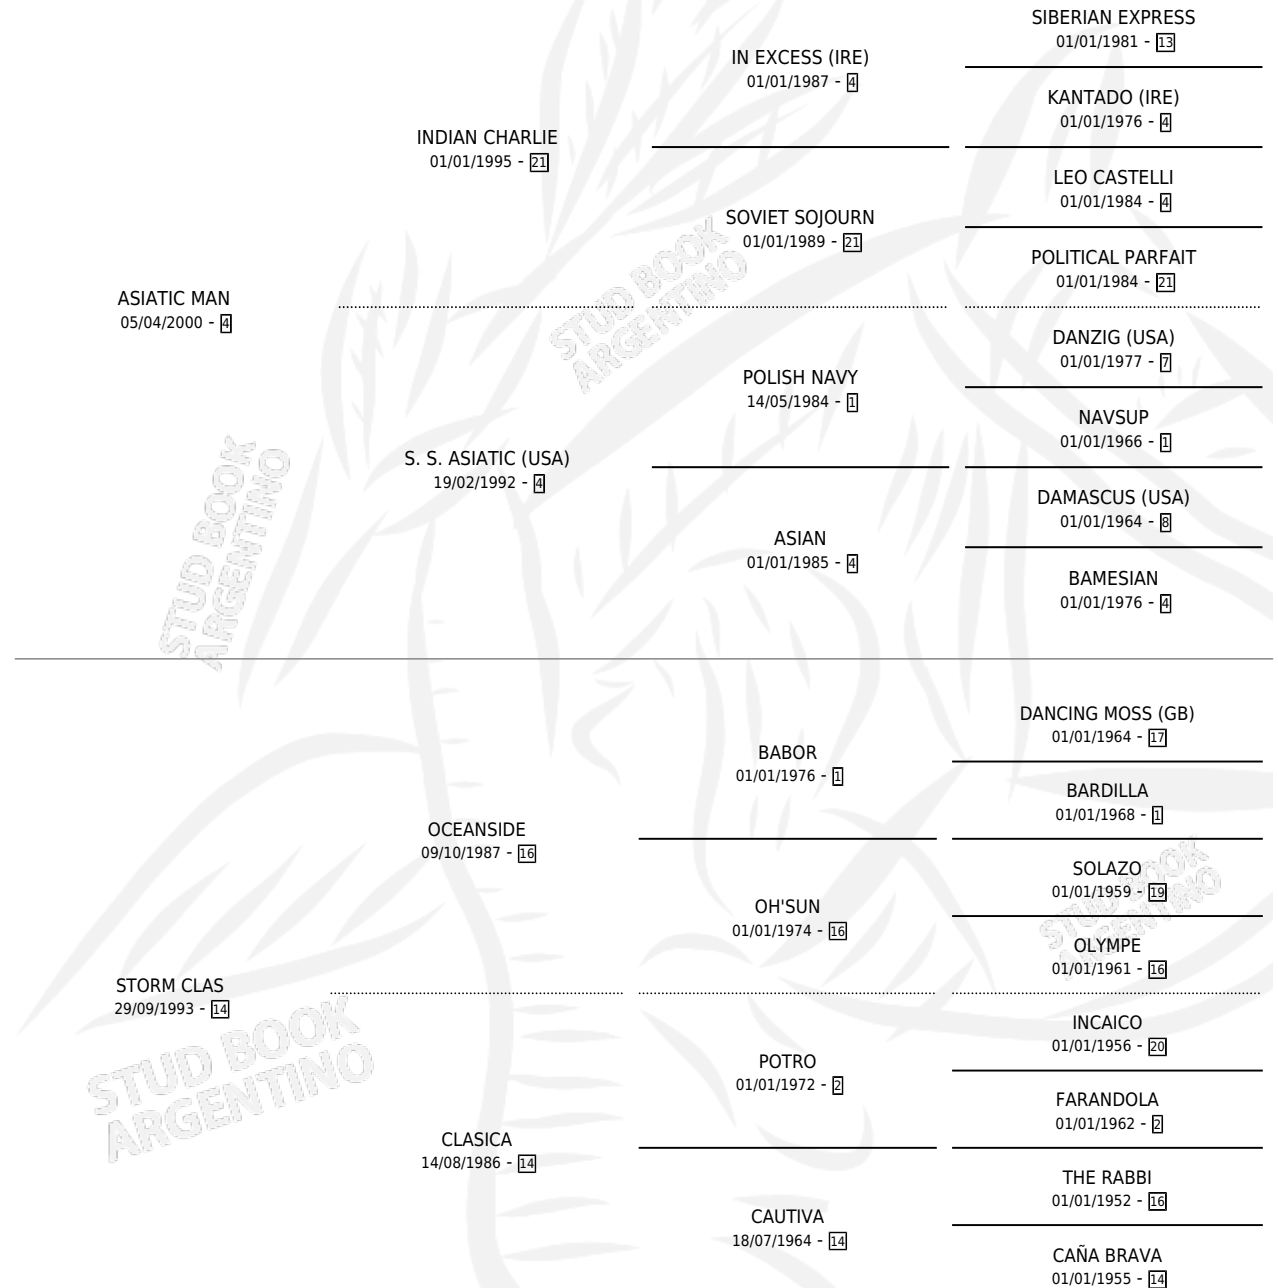 SIBERIAN EXPRESS
01/01/1981 - 13
IN EXCESS (IRE)
01/01/1987 - 4
KANTADO (IRE)
01/01/1976 - 4
INDIAN CHARLIE
01/01/1995 - 21
LEO CASTELLI
01/01/1984 - 4
SOVIET SOJOURN
01/01/1989 - 21
POLITICAL PARFAIT
01/01/1984 - 21
ASIATIC MAN
05/04/2000 - 4
STUD BOOK
ARGENTINO
DANZIG (USA)
01/01/1977 - 7
POLISH NAVY
14/05/1984 - 1
NAVSUP
01/01/1966 - 1
S. S. ASIATIC (USA)
19/02/1992 - 4
DAMASCUS (USA)
01/01/1964 - 8
ASIAN
01/01/1985 - 4
BAMESIAN
01/01/1976 - 4
STUD BOOK
ARGENTINO
DANCING MOSS (GB)
01/01/1964 - 17
BABOR
01/01/1976 - 1
BARDILLA
01/01/1968 - 1
OCEANSIDE
09/10/1987 - 16
SOLAZO
01/01/1959 - 19
OH'SUN
01/01/1974 - 16
STUD BOOK
ARGENTINO
OLYMPE
01/01/1961 - 16
STORM CLAS
29/09/1993 - 14
STUD BOOK
ARGENTINO
INCAICO
01/01/1956 - 20
POTRO
01/01/1972 - 2
FARANDOLA
01/01/1962 - 2
CLASICA
14/08/1986 - 14
THE RABBI
01/01/1952 - 16
CAUTIVA
18/07/1964 - 14
CAÑA BRAVA
01/01/1955 - 14